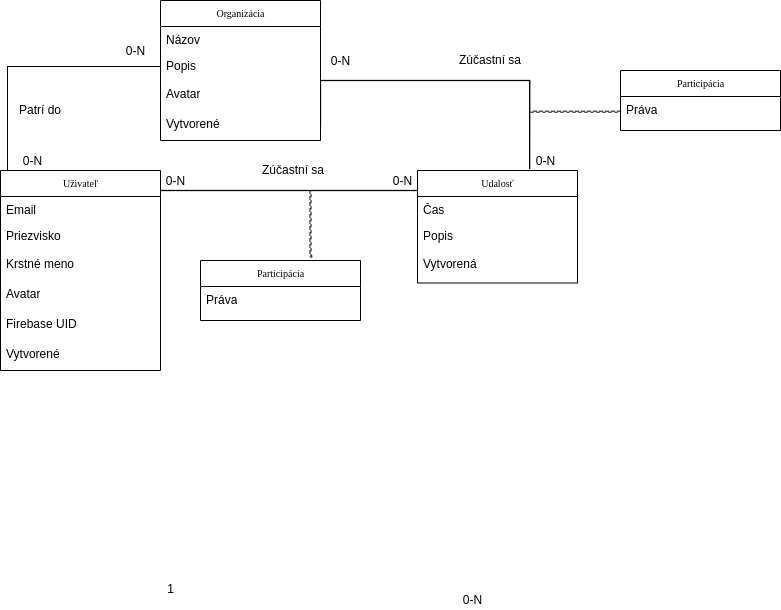 Organizácia
Názov
Popis
Avatar
Vytvorené
0-N
Patrí do
0-N
0-N
Zúčastní sa
0-N
Participácia
Práva
Užívateľ
Email
Priezvisko
Krstné meno
Avatar
Firebase UID
Vytvorené
0-N
Zúčastní sa
0-N
Participácia
Práva
Udalosť
Čas
Popis
Vytvorená
1
0-N